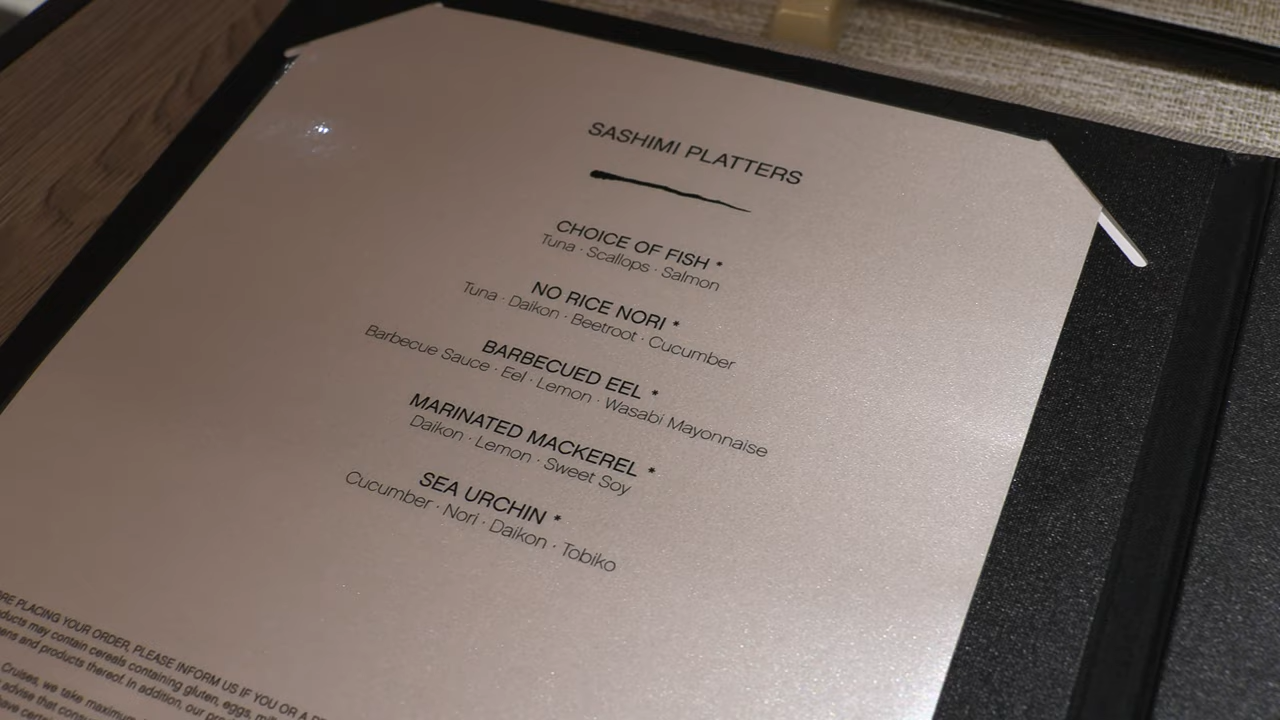 SASHIMI PLATTERS
CHOICE OF FISH *
Tuna · Scallops · Salmon
NO RICE NORI *
Tuna · Daikon · Beetroot · Cucumber
BARBECUED EEL *
Barbecue Sauce · Eel · Lemon · Wasabi Mayonnaise
MARINATED MACKEREL *
Daikon · Lemon · Sweet Soy
SEA URCHIN *
Cucumber · Nori · Daikon · Tobiko
PLACING YOUR ORDER, PLEASE INFORM US IF YOU OR A
may contain cereals containing gluten, eggs,
and products thereof. In addition, our
Cruises, we take maximum
advise that
have